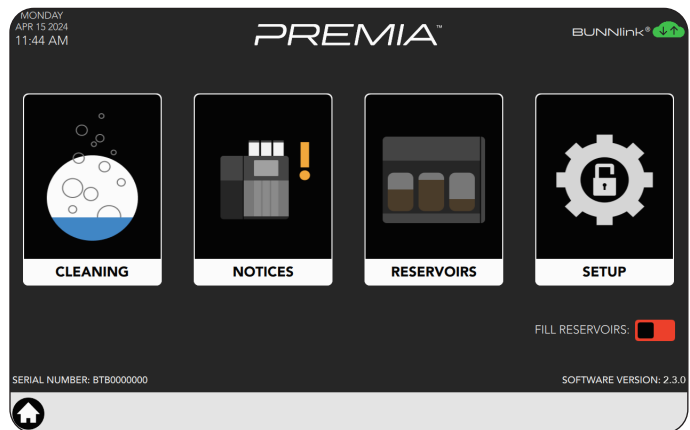 MONDAY
APR 15 2024
11:44 AM
PREMIA™
BUNNlink®
CLEANING
NOTICES
RESERVOIRS
SETUP
FILL RESERVOIRS:
SERIAL NUMBER: BTB0000000
SOFTWARE VERSION: 2.3.0